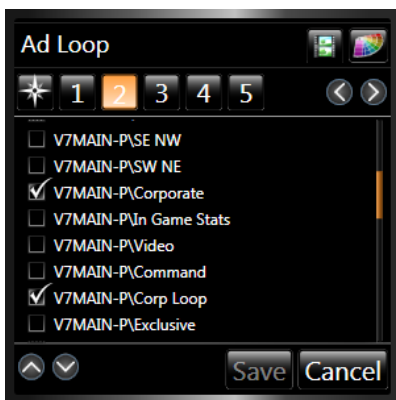 Ad Loop
1 2 3 4 5
V7MAIN-P\SE NW
V7MAIN-P\SW NE
V7MAIN-P\Corporate
V7MAIN-P\In Game Stats
V7MAIN-P\Video
V7MAIN-P\Command
V7MAIN-P\Corp Loop
V7MAIN-P\Exclusive
Save Cancel